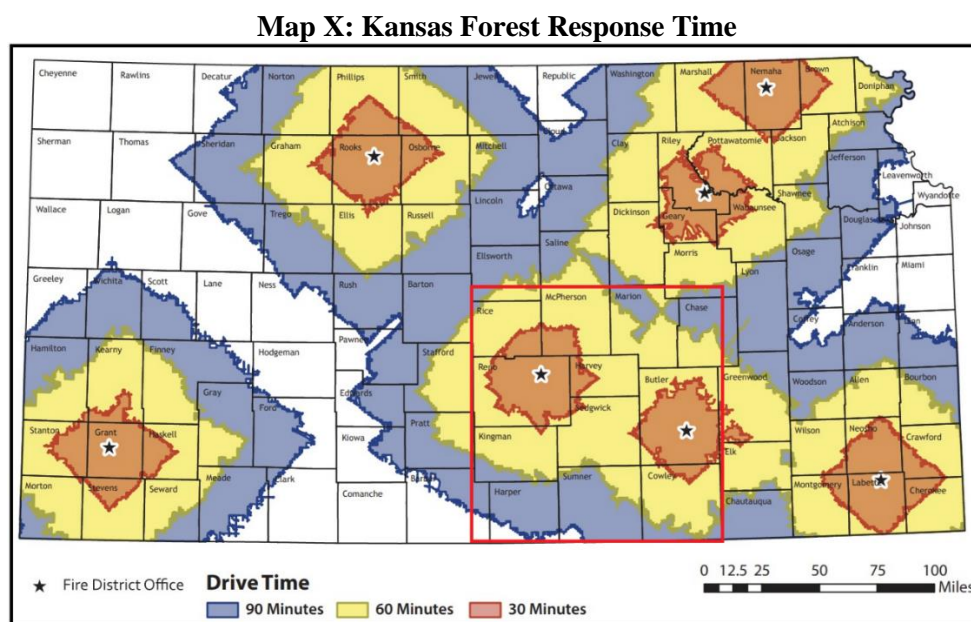 Map X: Kansas Forest Response Time
Cheyenne Rawlins Decatur Norton Phillips Smith Jewell Republic Washington Marshall Nemaha Brown Doniphan
Atchison
Sherman Thomas Sheridan Graham Rooks Osborne Mitchell Cloud Clay Riley Pottawatomie Jackson Jefferson
Leavenworth
Wyandotte
Wallace Logan Gove Trego Ellis Russell Lincoln Ottawa Dickinson Geary Wabaunsee Shawnee Douglas Johnson
Saline
Ellsworth Morris Lyon Osage Franklin Miami
Greeley Wichita Scott Lane Ness Rush Barton Rice McPherson Marion Chase Coffey Anderson
Hamilton Kearny Finney Hodgeman Pawnee Stafford Reno Harvey Butler Greenwood Woodson Allen Bourbon
Gray Ford Edwards Sedgwick
Stanton Grant Haskell Kiowa Pratt Kingman Elk Wilson Neosho Crawford
Morton Stevens Seward Meade Clark Comanche Harper Sumner Cowley Chautauqua Montgomery Cherokee
Fire District Office
Drive Time
90 Minutes 60 Minutes 30 Minutes
0 12.5 25 50 75 100
Miles